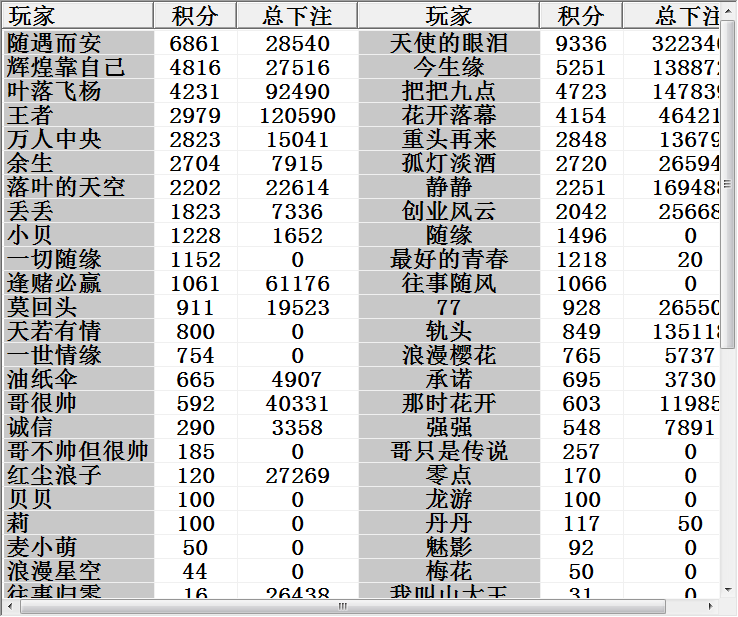 玩家 积分 总下注 玩家 积分 总下注
随遇而安 6861 28540 天使的眼泪 9336 32234
辉煌靠自己 4816 27516 今生缘 5251 13887
叶落飞杨 4231 92490 把把九点 4723 14783
王者 2979 120590 花开落幕 4154 46421
万人中央 2823 15041 重头再来 2848 13679
余生 2704 7915 孤灯淡酒 2720 26594
落叶的天空 2202 22614 静静 2251 16948
丢丢 1823 7336 创业风云 2042 25668
小贝 1228 1652 随缘 1496 0
一切随缘 1152 0 最好的青春 1218 20
逢赌必赢 1061 61176 往事随风 1066 0
莫回头 911 19523 77 928 26550
天若有情 800 0 轨头 849 13511
一世情缘 754 0 浪漫樱花 765 5737
油纸伞 665 4907 承诺 695 3730
哥很帅 592 40331 那时花开 603 11985
诚信 290 3358 强强 548 7891
哥不帅但很帅 185 0 哥只是传说 257 0
红尘浪子 120 27269 零点 170 0
贝贝 100 0 龙游 100 0
莉 100 0 丹丹 117 50
麦小萌 50 0 魅影 92 0
浪漫星空 44 0 梅花 50 0
往事归零 16 26438 我叫山大王 31 0